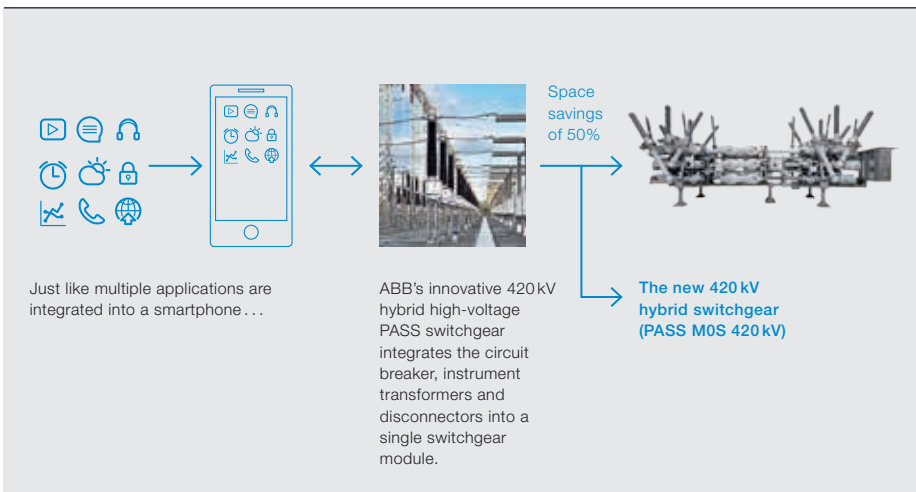 Space
savings
of 50%
Just like multiple applications are
integrated into a smartphone . . .
ABB's innovative 420 kV
hybrid high-voltage
PASS switchgear
integrates the circuit
breaker, instrument
transformers and
disconnectors into a
single switchgear
module.
The new 420 kV
hybrid switchgear
(PASS M0S 420 kV)